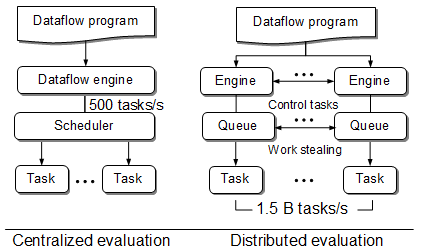 Dataflow program
Dataflow engine
500 tasks/s
Scheduler
Task ... Task
Centralized evaluation
Dataflow program
Engine ... Engine
Control tasks
Queue ... Queue
Work stealing
Task ... Task
1.5 B tasks/s
Distributed evaluation